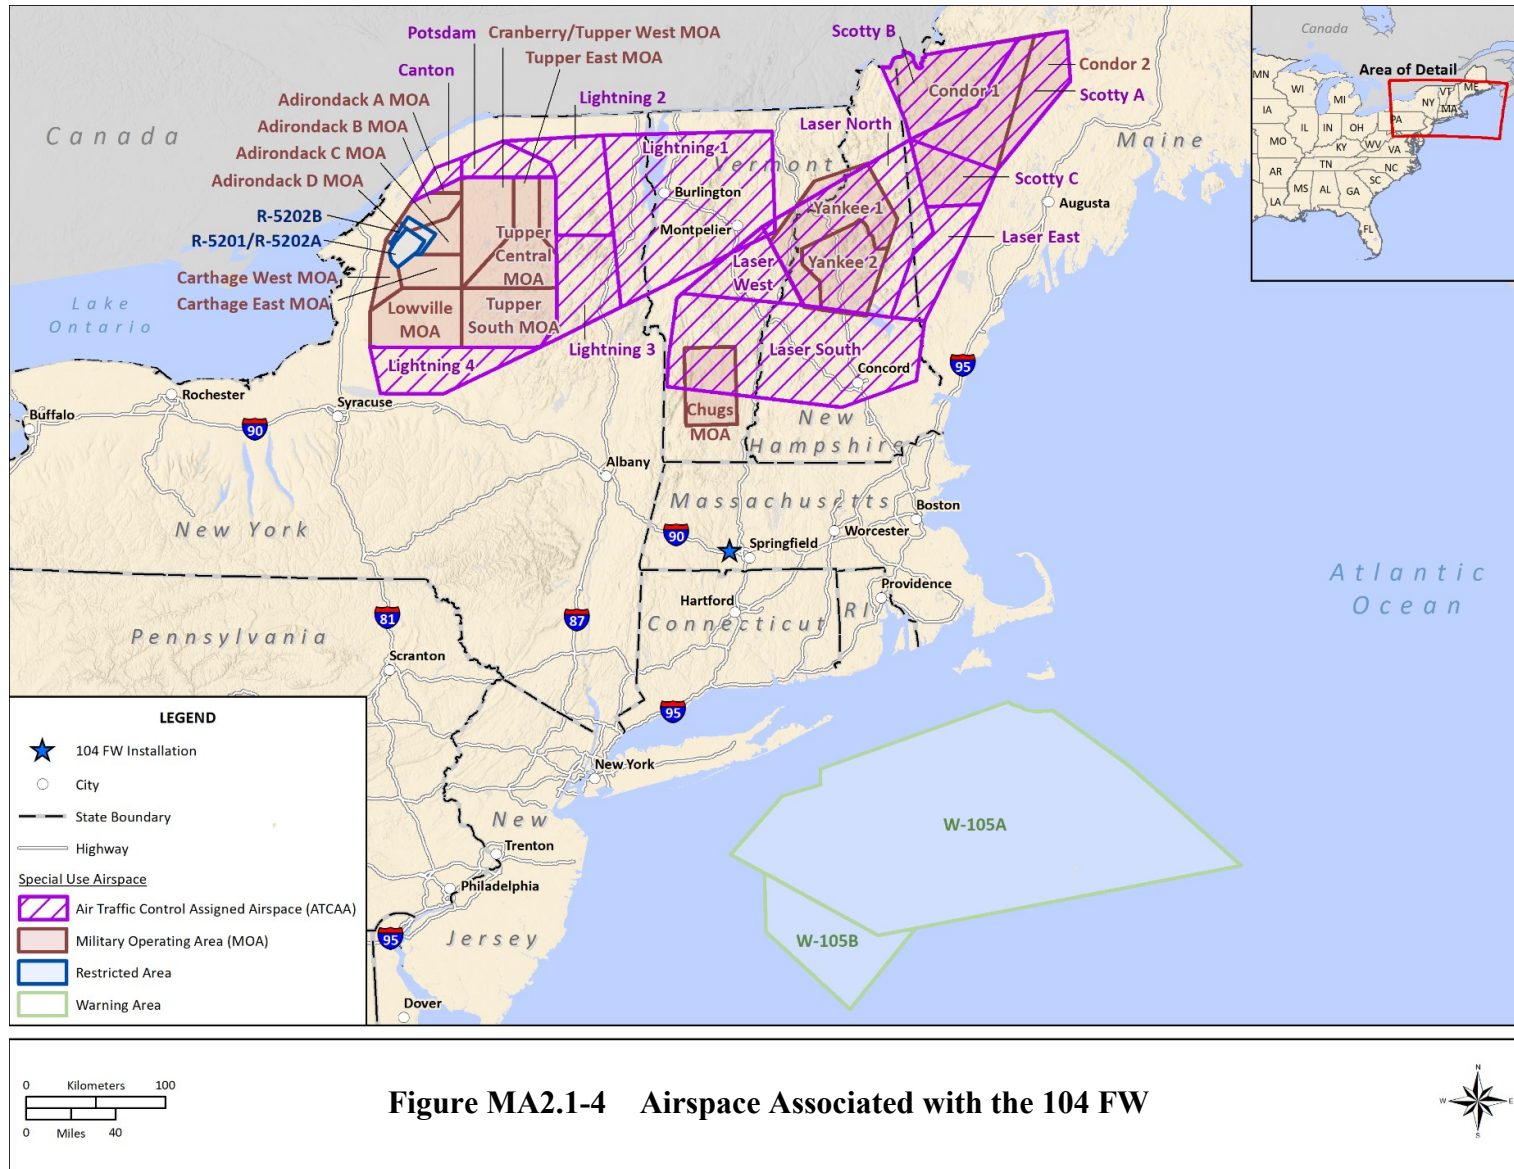 Potsdam
Cranberry/Tupper West MOA
Tupper East MOA
Canton
Lightning 2
Adirondack A MOA
Adirondack B MOA
Adirondack C MOA
Adirondack D MOA
R-5202B
R-5201/R-5202A
Carthage West MOA
Carthage East MOA
Canada
Lake
Ontario
Lowville
MOA
Tupper
Central
MOA
Tupper
South MOA
Lightning 4
Lightning 3
Lightning 1
Vermont
Burlington
Montpelier
Scotty B
Condor 1
Condor 2
Scotty A
Laser North
Maine
Scotty C
Augusta
Laser East
Yankee 1
Yankee 2
Laser
West
Laser South
Concord
95
Chugs
MOA
New
Hampshire
Rochester
Buffalo
Syracuse
90
Albany
New York
Massachusetts
Boston
Worcester
90
Springfield
Providence
Hartford
Connecticut
RI
Atlantic
Ocean
81
87
Pennsylvania
Scranton
95
New York
New
Jersey
Trenton
Philadelphia
95
Dover
W-105A
W-105B
Canada
Area of Detail
MN
WI
MI
IA
IL
IN
OH
PA
NY
VT
ME
MA
MO
KY
WV
VA
TN
NC
AR
SC
MS
AL
GA
LA
FL
LEGEND
104 FW Installation
City
State Boundary
Highway
Special Use Airspace
Air Traffic Control Assigned Airspace (ATCAA)
Military Operating Area (MOA)
Restricted Area
Warning Area
0 Kilometers 100
0 Miles 40
Figure MA2.1-4 Airspace Associated with the 104 FW
N
W
E
S